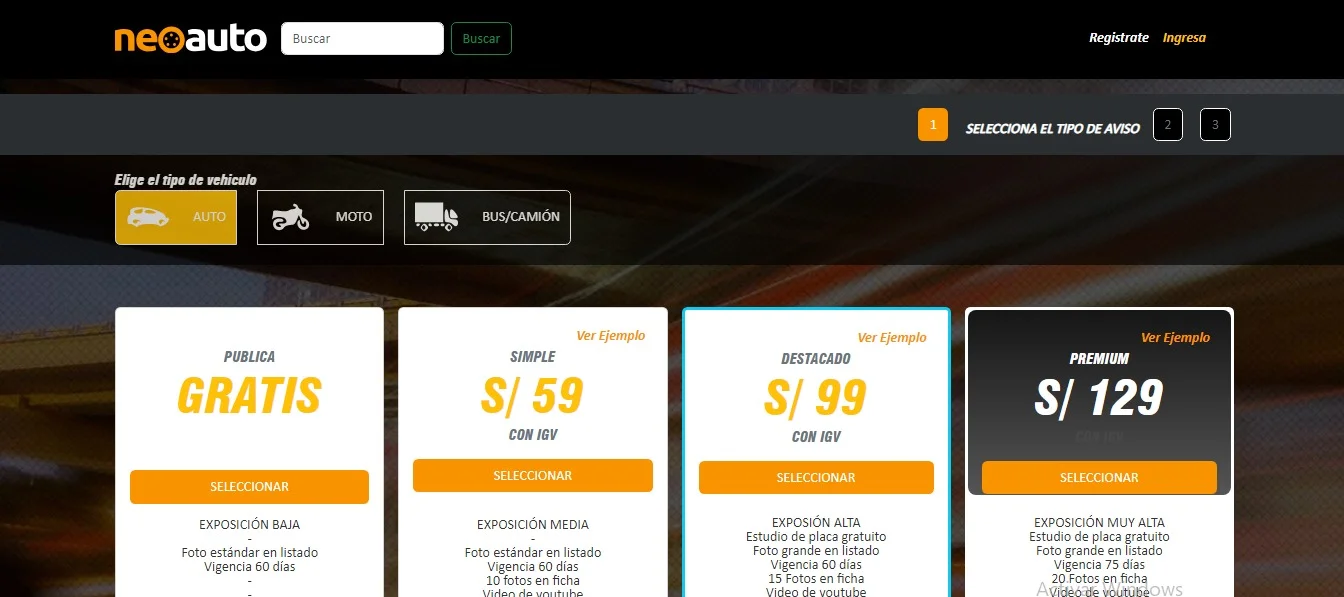 neoauto
Buscar
Buscar
Registrate
Ingresa
1
SELECCIONA EL TIPO DE AVISO
2
3
Elige el tipo de vehiculo
AUTO
MOTO
BUS/CAMIÓN
PUBLICA
GRATIS
SELECCIONAR
EXPOSICIÓN BAJA
-
Foto estándar en listado
Vigencia 60 días
-
-
Ver Ejemplo
SIMPLE
S/ 59
CON IGV
SELECCIONAR
EXPOSICIÓN MEDIA
-
Foto estándar en listado
Vigencia 60 días
10 fotos en ficha
Video de youtube
Ver Ejemplo
DESTACADO
S/ 99
CON IGV
SELECCIONAR
EXPOSIÓN ALTA
Estudio de placa gratuito
Foto grande en listado
Vigencia 60 días
15 Fotos en ficha
Video de youtube
Ver Ejemplo
PREMIUM
S/ 129
CON IGV
SELECCIONAR
EXPOSICIÓN MUY ALTA
Estudio de placa gratuito
Foto grande en listado
Vigencia 75 días
20 Fotos en ficha
Video de youtube
Activar Windows